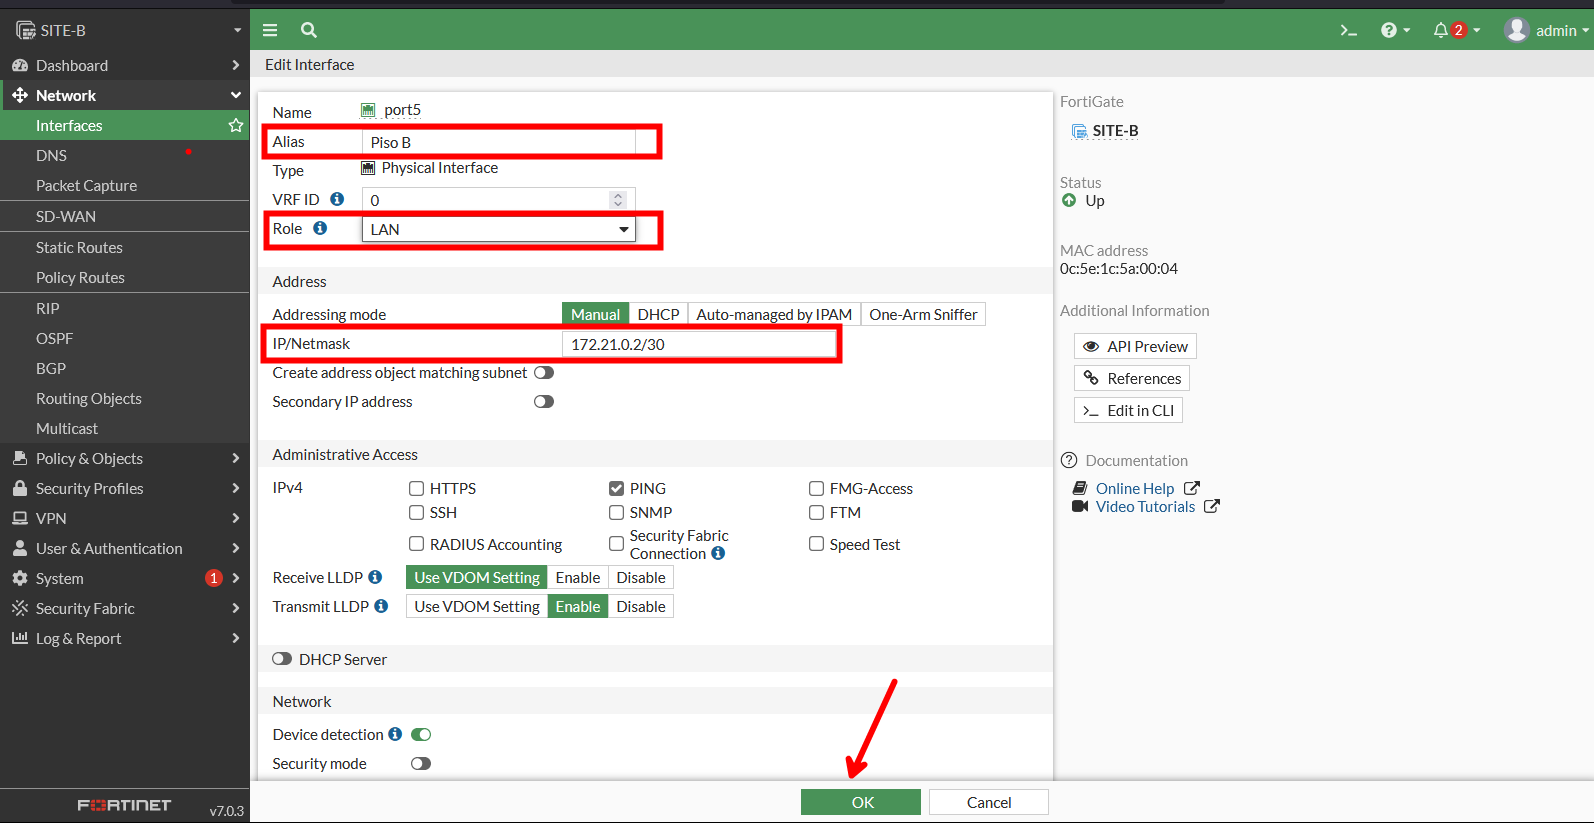 SITE-B
2
admin
Dashboard
Network
Interfaces
DNS
Packet Capture
SD-WAN
Static Routes
Policy Routes
RIP
OSPF
BGP
Routing Objects
Multicast
Policy & Objects
Security Profiles
VPN
User & Authentication
System 1
Security Fabric
Log & Report
FORTINET v7.0.3
Edit Interface
Name port5
Alias Piso B
Type Physical Interface
VRF ID 0
Role LAN
Address
Addressing mode Manual DHCP Auto-managed by IPAM One-Arm Sniffer
IP/Netmask 172.21.0.2/30
Create address object matching subnet
Secondary IP address
Administrative Access
IPv4 HTTPS PING FMG-Access
SSH SNMP FTM
RADIUS Accounting Security Fabric Connection Speed Test
Receive LLDP Use VDOM Setting Enable Disable
Transmit LLDP Use VDOM Setting Enable Disable
DHCP Server
Network
Device detection
Security mode
OK Cancel
FortiGate
SITE-B
Status
Up
MAC address
0c:5e:1c:5a:00:04
Additional Information
API Preview
References
>_ Edit in CLI
Documentation
Online Help
Video Tutorials